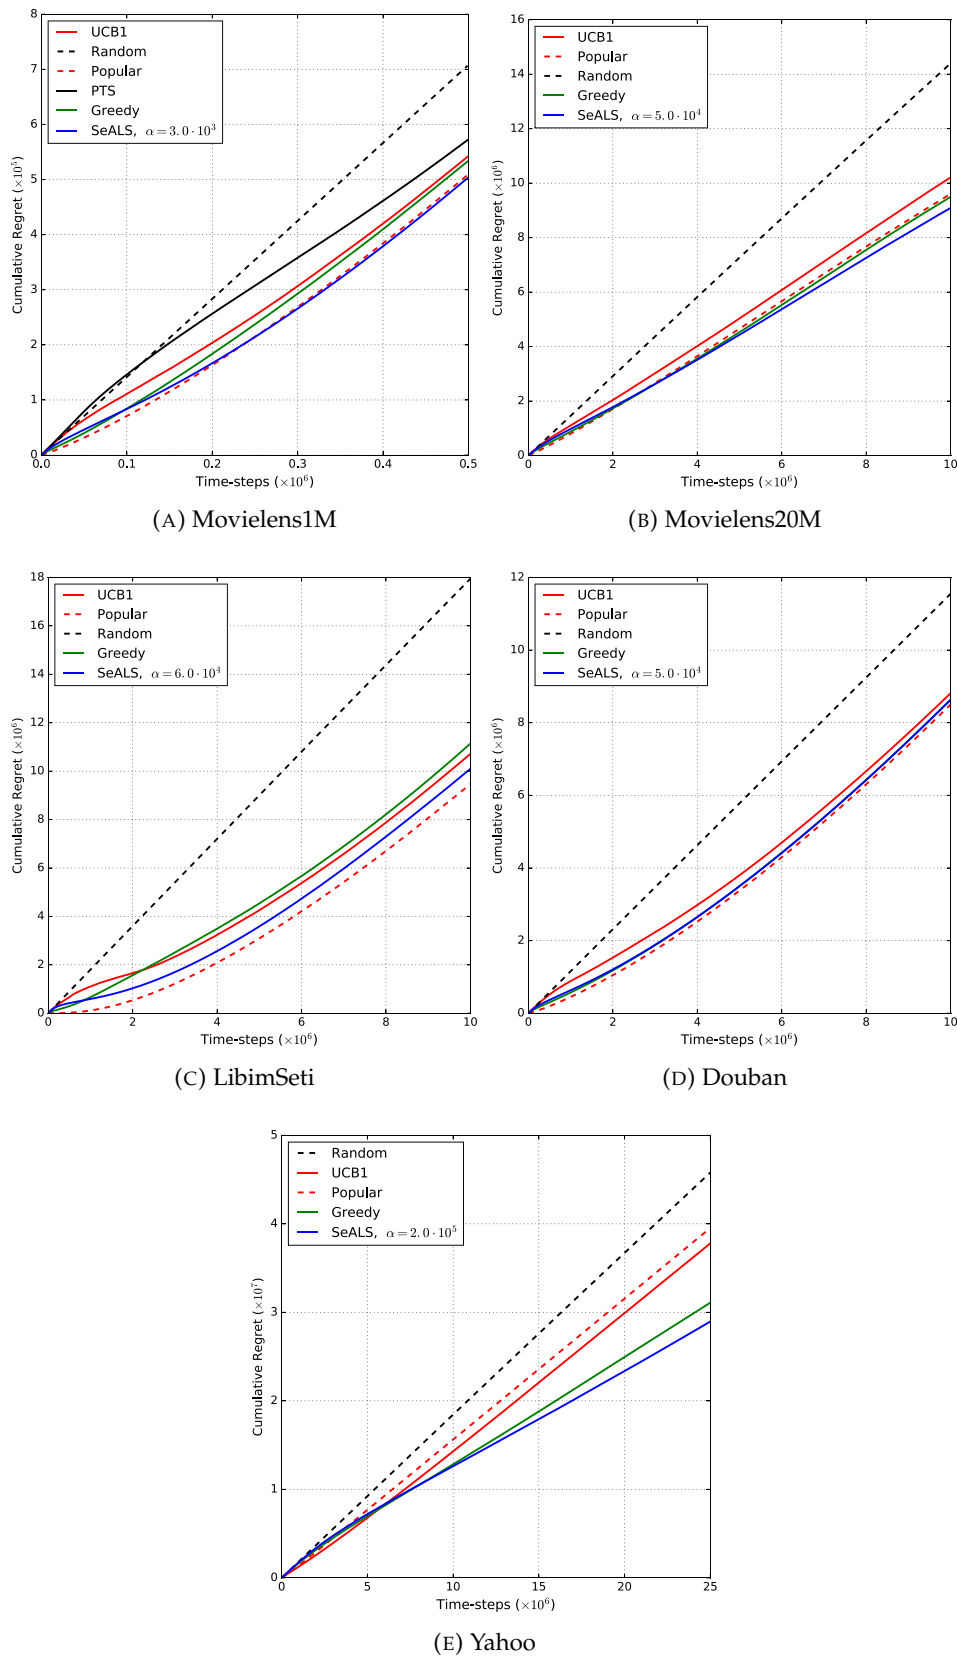 8
7
6
5
4
3
2
1
0
Cumulative Regret (×10⁵)
UCB1
Random
Popular
PTS
Greedy
SeALS, α = 3.0 · 10³
0.0 0.1 0.2 0.3 0.4 0.5
Time-steps (×10⁶)
(A) Movielens1M
16
14
12
10
8
6
4
2
0
Cumulative Regret (×10⁶)
UCB1
Popular
Random
Greedy
SeALS, α = 5.0 · 10⁴
0 2 4 6 8 10
Time-steps (×10⁶)
(B) Movielens20M
18
16
14
12
10
8
6
4
2
0
Cumulative Regret (×10⁶)
UCB1
Popular
Random
Greedy
SeALS, α = 6.0 · 10⁴
0 2 4 6 8 10
Time-steps (×10⁶)
(C) LibimSeti
12
10
8
6
4
2
0
Cumulative Regret (×10⁶)
UCB1
Popular
Random
Greedy
SeALS, α = 5.0 · 10⁴
0 2 4 6 8 10
Time-steps (×10⁶)
(D) Douban
5
4
3
2
1
0
Cumulative Regret (×10⁷)
Random
UCB1
Popular
Greedy
SeALS, α = 2.0 · 10⁵
0 5 10 15 20 25
Time-steps (×10⁶)
(E) Yahoo